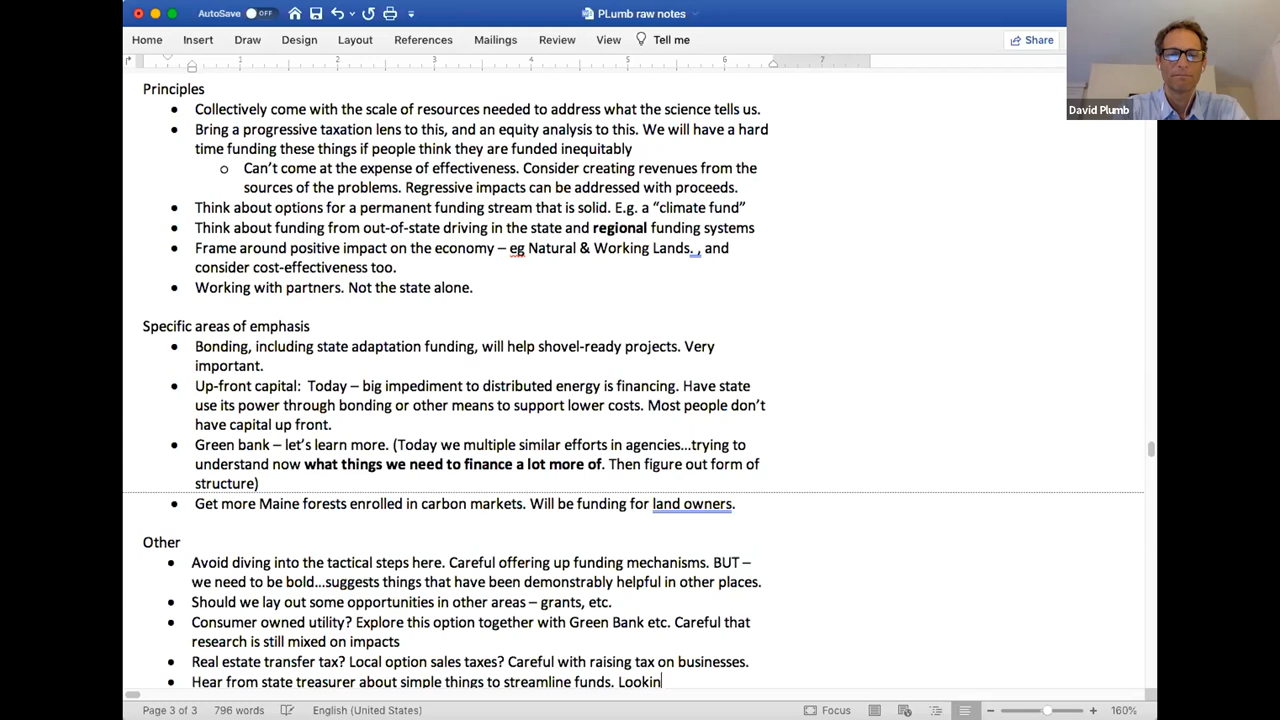 AutoSave OFF
PLumb raw notes
Home Insert Draw Design Layout References Mailings Review View Tell me Share
1 2 3 4 5 6 7
David Plumb
Principles
• Collectively come with the scale of resources needed to address what the science tells us.
• Bring a progressive taxation lens to this, and an equity analysis to this. We will have a hard
time funding these things if people think they are funded inequitably
o Can’t come at the expense of effectiveness. Consider creating revenues from the
sources of the problems. Regressive impacts can be addressed with proceeds.
• Think about options for a permanent funding stream that is solid. E.g. a “climate fund”
• Think about funding from out-of-state driving in the state and regional funding systems
• Frame around positive impact on the economy – eg Natural & Working Lands. , and
consider cost-effectiveness too.
• Working with partners. Not the state alone.
Specific areas of emphasis
• Bonding, including state adaptation funding, will help shovel-ready projects. Very
important.
• Up-front capital: Today – big impediment to distributed energy is financing. Have state
use its power through bonding or other means to support lower costs. Most people don’t
have capital up front.
• Green bank – let’s learn more. (Today we multiple similar efforts in agencies...trying to
understand now what things we need to finance a lot more of. Then figure out form of
structure)
• Get more Maine forests enrolled in carbon markets. Will be funding for land owners.
Other
• Avoid diving into the tactical steps here. Careful offering up funding mechanisms. BUT –
we need to be bold...suggests things that have been demonstrably helpful in other places.
• Should we lay out some opportunities in other areas – grants, etc.
• Consumer owned utility? Explore this option together with Green Bank etc. Careful that
research is still mixed on impacts
• Real estate transfer tax? Local option sales taxes? Careful with raising tax on businesses.
• Hear from state treasurer about simple things to streamline funds. Lookin
Page 3 of 3 796 words English (United States) Focus 160%